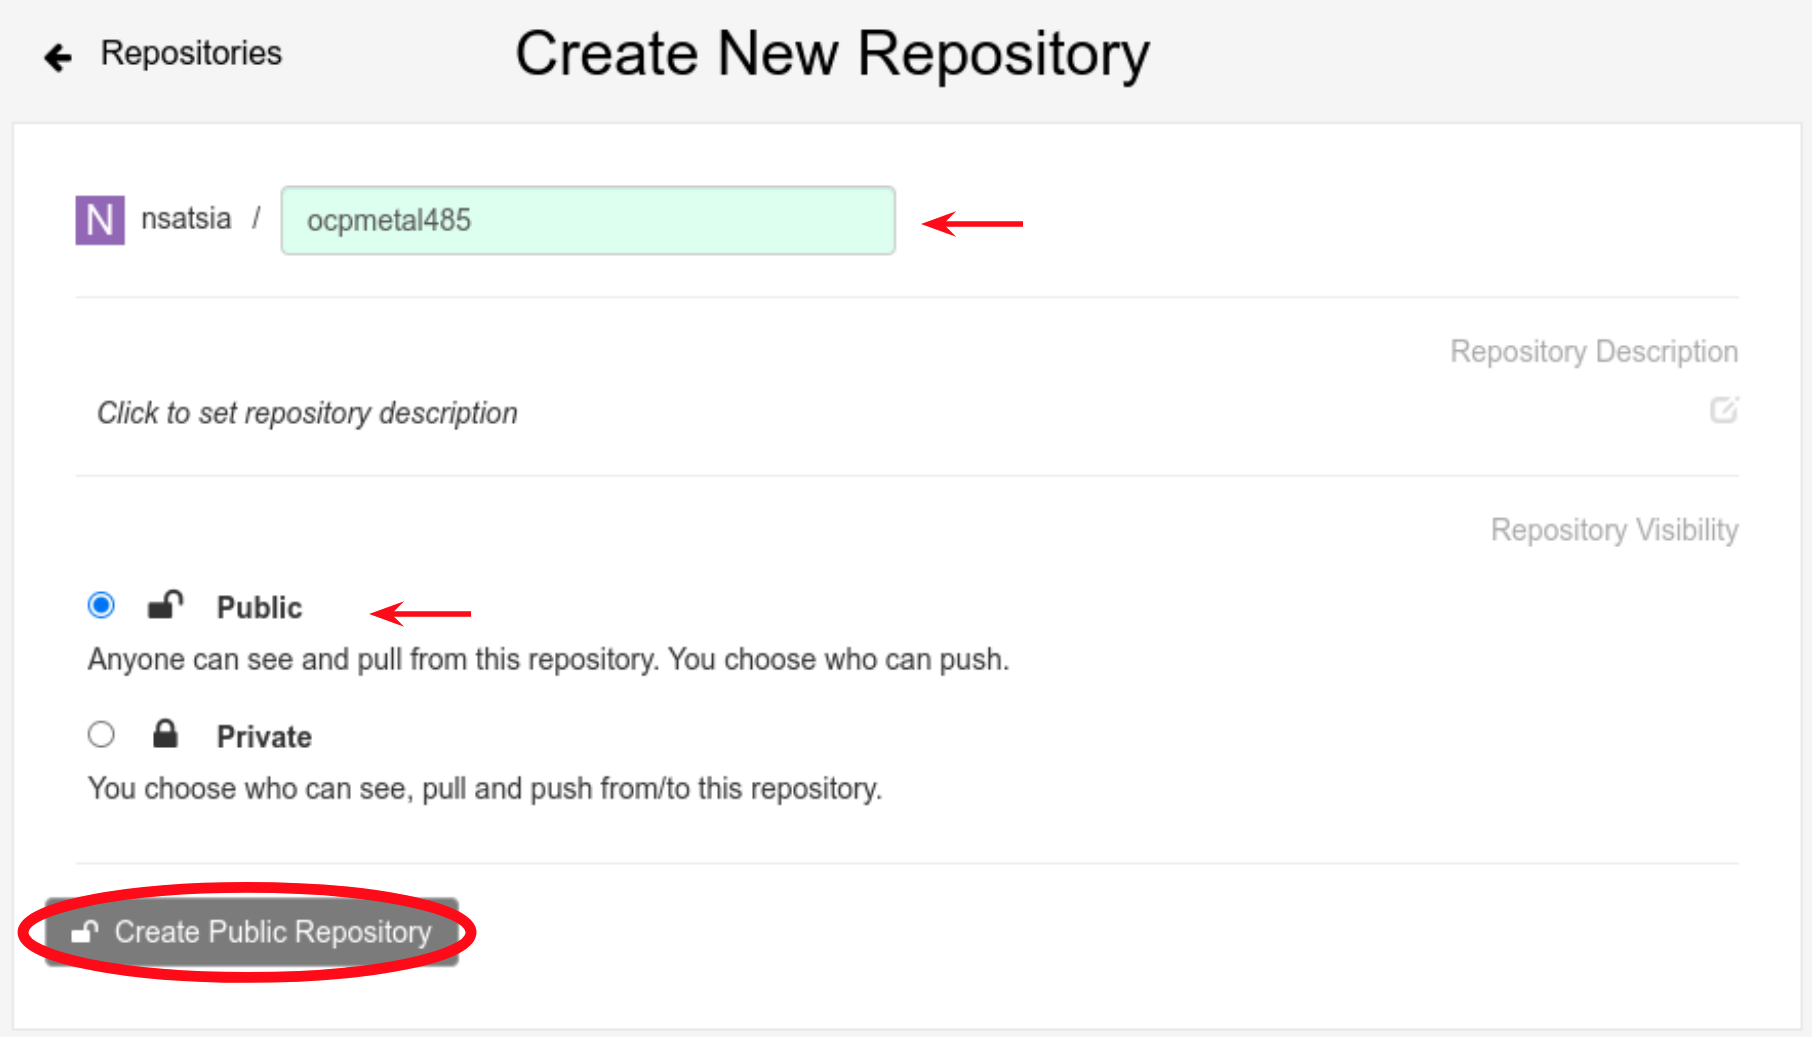 Repositories
Create New Repository
N nsatsia / ocpmetal485
Repository Description
Click to set repository description
Repository Visibility
Public
Anyone can see and pull from this repository. You choose who can push.
Private
You choose who can see, pull and push from/to this repository.
Create Public Repository